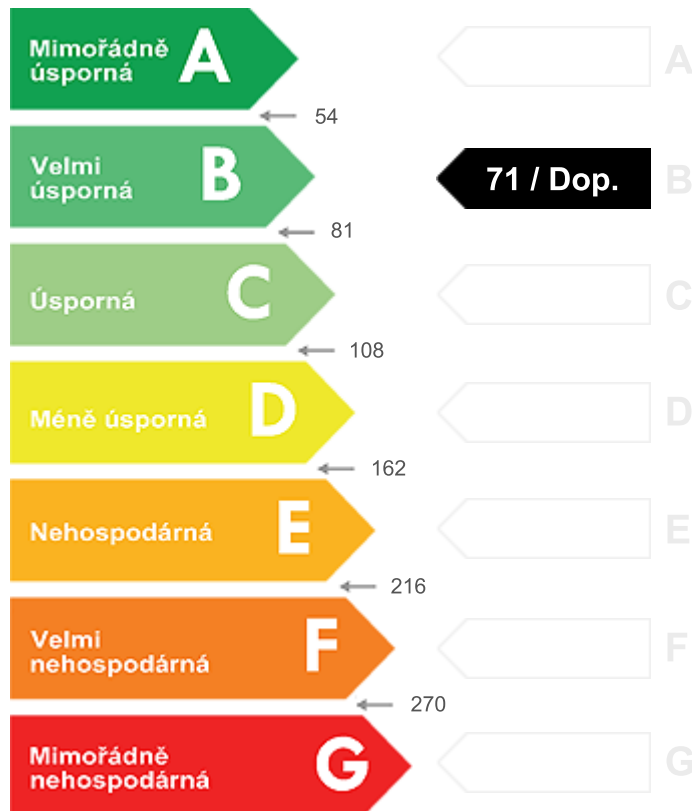 Mimořádně
úsporná
A
A
54
Velmi
úsporná
B
71 / Dop.
B
81
Úsporná
C
C
108
Méně úsporná
D
D
162
Nehospodárná
E
E
216
Velmi
nehospodárná
F
F
270
Mimořádně
nehospodárná
G
G